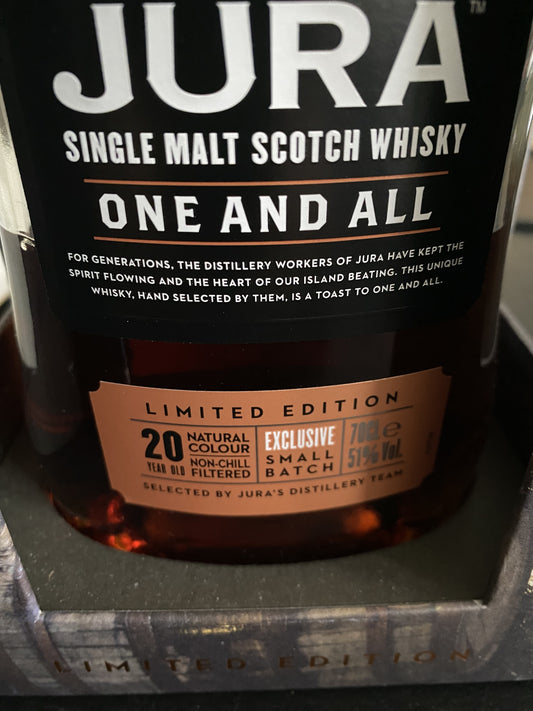 JURA™
SINGLE MALT SCOTCH WHISKY
ONE AND ALL
FOR GENERATIONS, THE DISTILLERY WORKERS OF JURA HAVE KEPT THE
SPIRIT FLOWING AND THE HEART OF OUR ISLAND BEATING. THIS UNIQUE
WHISKY, HAND SELECTED BY THEM, IS A TOAST TO ONE AND ALL.
LIMITED EDITION
20
YEAR OLD
NATURAL
COLOUR
NON-CHILL
FILTERED
EXCLUSIVE
SMALL
BATCH
70CLe
51% Vol.
SELECTED BY JURA'S DISTILLERY TEAM
LIMITED EDITION